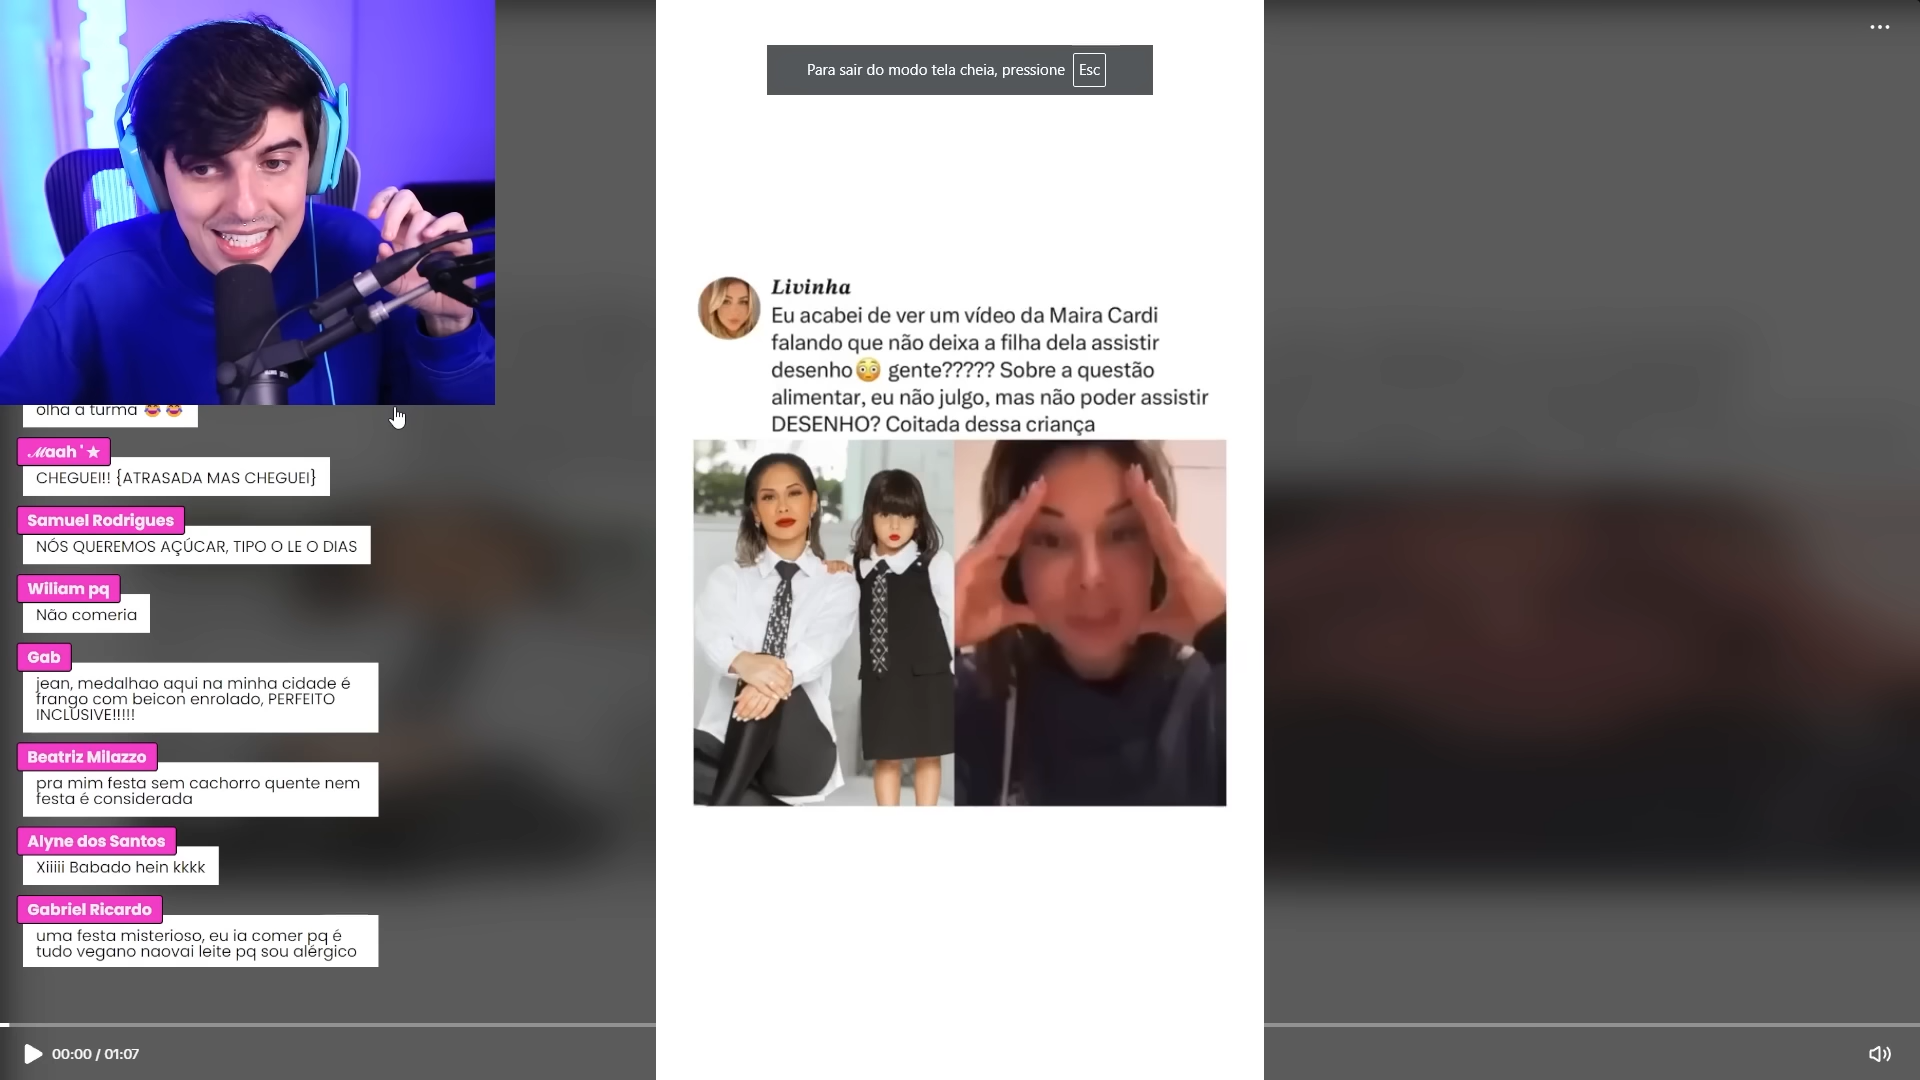 Para sair do modo tela cheia, pressione Esc
Livinha
Eu acabei de ver um vídeo da Maira Cardi
falando que não deixa a filha dela assistir
desenho😳 gente????? Sobre a questão
alimentar, eu não julgo, mas não poder assistir
DESENHO? Coitada dessa criança
olha a turma 😂😂
Maah ' ★
CHEGUEI!! {ATRASADA MAS CHEGUEI}
Samuel Rodrigues
NÓS QUEREMOS AÇÚCAR, TIPO O LE O DIAS
Wiliam pq
Não comeria
Gab
jean, medalhao aqui na minha cidade é
frango com beicon enrolado, PERFEITO
INCLUSIVE!!!!!
Beatriz Milazzo
pra mim festa sem cachorro quente nem
festa é considerada
Alyne dos Santos
Xiiiii Babado hein kkkk
Gabriel Ricardo
uma festa misterioso, eu ia comer pq é
tudo vegano naovai leite pq sou alérgico
00:00 / 01:07